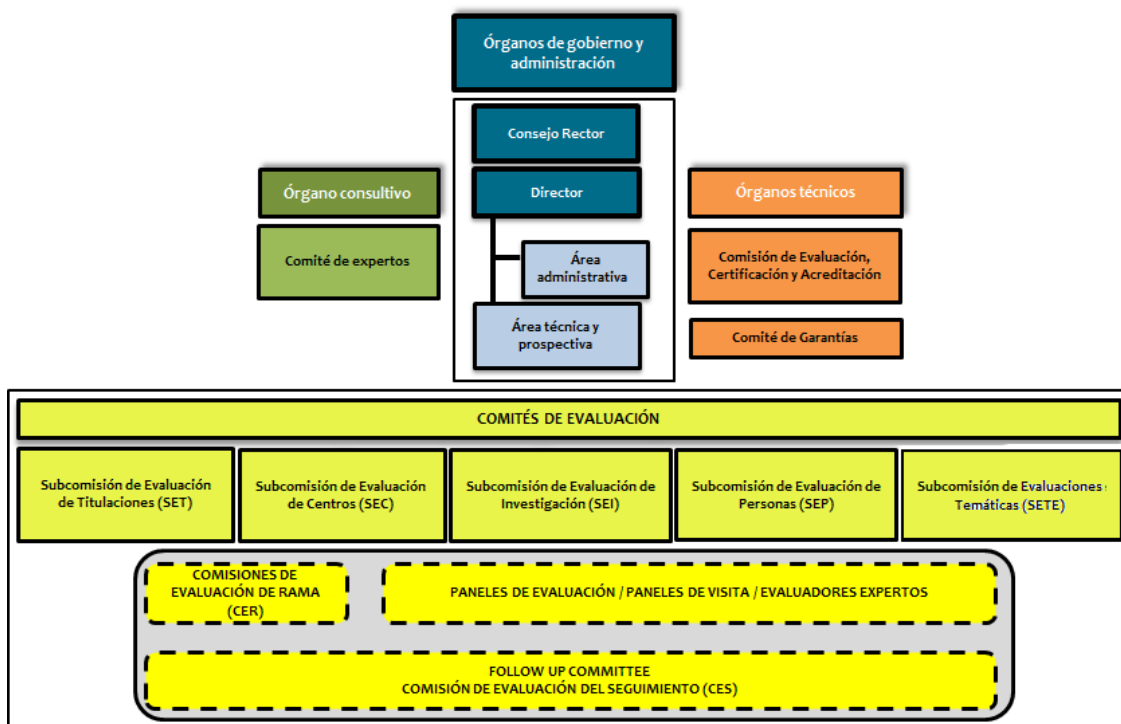 Órganos de gobierno y
administración
Consejo Rector
Director
Área
administrativa
Área técnica y
prospectiva
Órgano consultivo
Comité de expertos
Órganos técnicos
Comisión de Evaluación,
Certificación y Acreditación
Comité de Garantías
COMITÉS DE EVALUACIÓN
Subcomisión de Evaluación
de Titulaciones (SET)
Subcomisión de Evaluación
de Centros (SEC)
Subcomisión de Evaluación de
Investigación (SEI)
Subcomisión de Evaluación de
Personas (SEP)
Subcomisión de Evaluaciones
Temáticas (SETE)
COMISIONES DE
EVALUACIÓN DE RAMA
(CER)
PANELES DE EVALUACIÓN / PANELES DE VISITA / EVALUADORES EXPERTOS
FOLLOW UP COMMITTEE
COMISIÓN DE EVALUACIÓN DEL SEGUIMIENTO (CES)